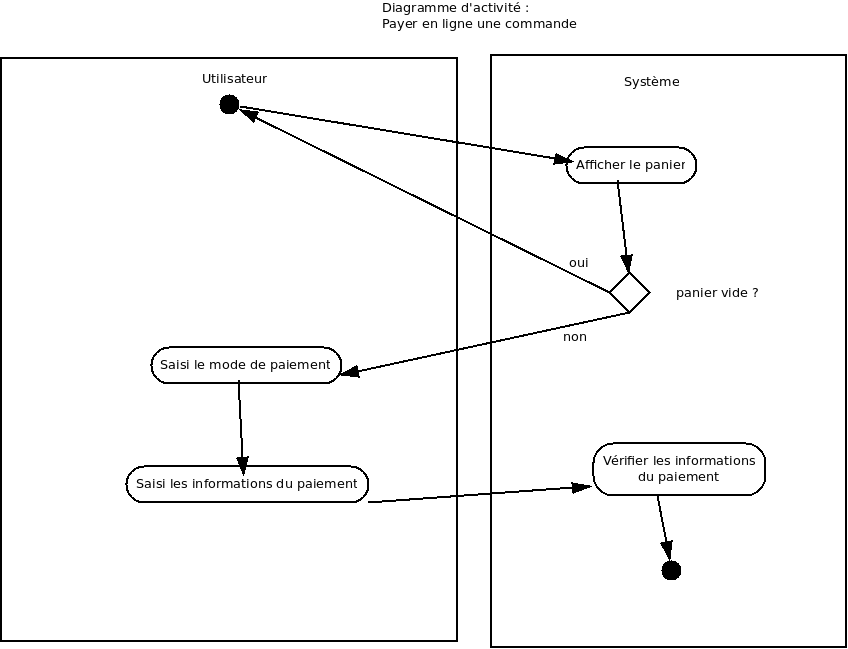 Diagramme d'activité :
Payer en ligne une commande
Utilisateur
Système
Afficher le panier
oui
panier vide ?
non
Saisi le mode de paiement
Vérifier les informations
du paiement
Saisi les informations du paiement